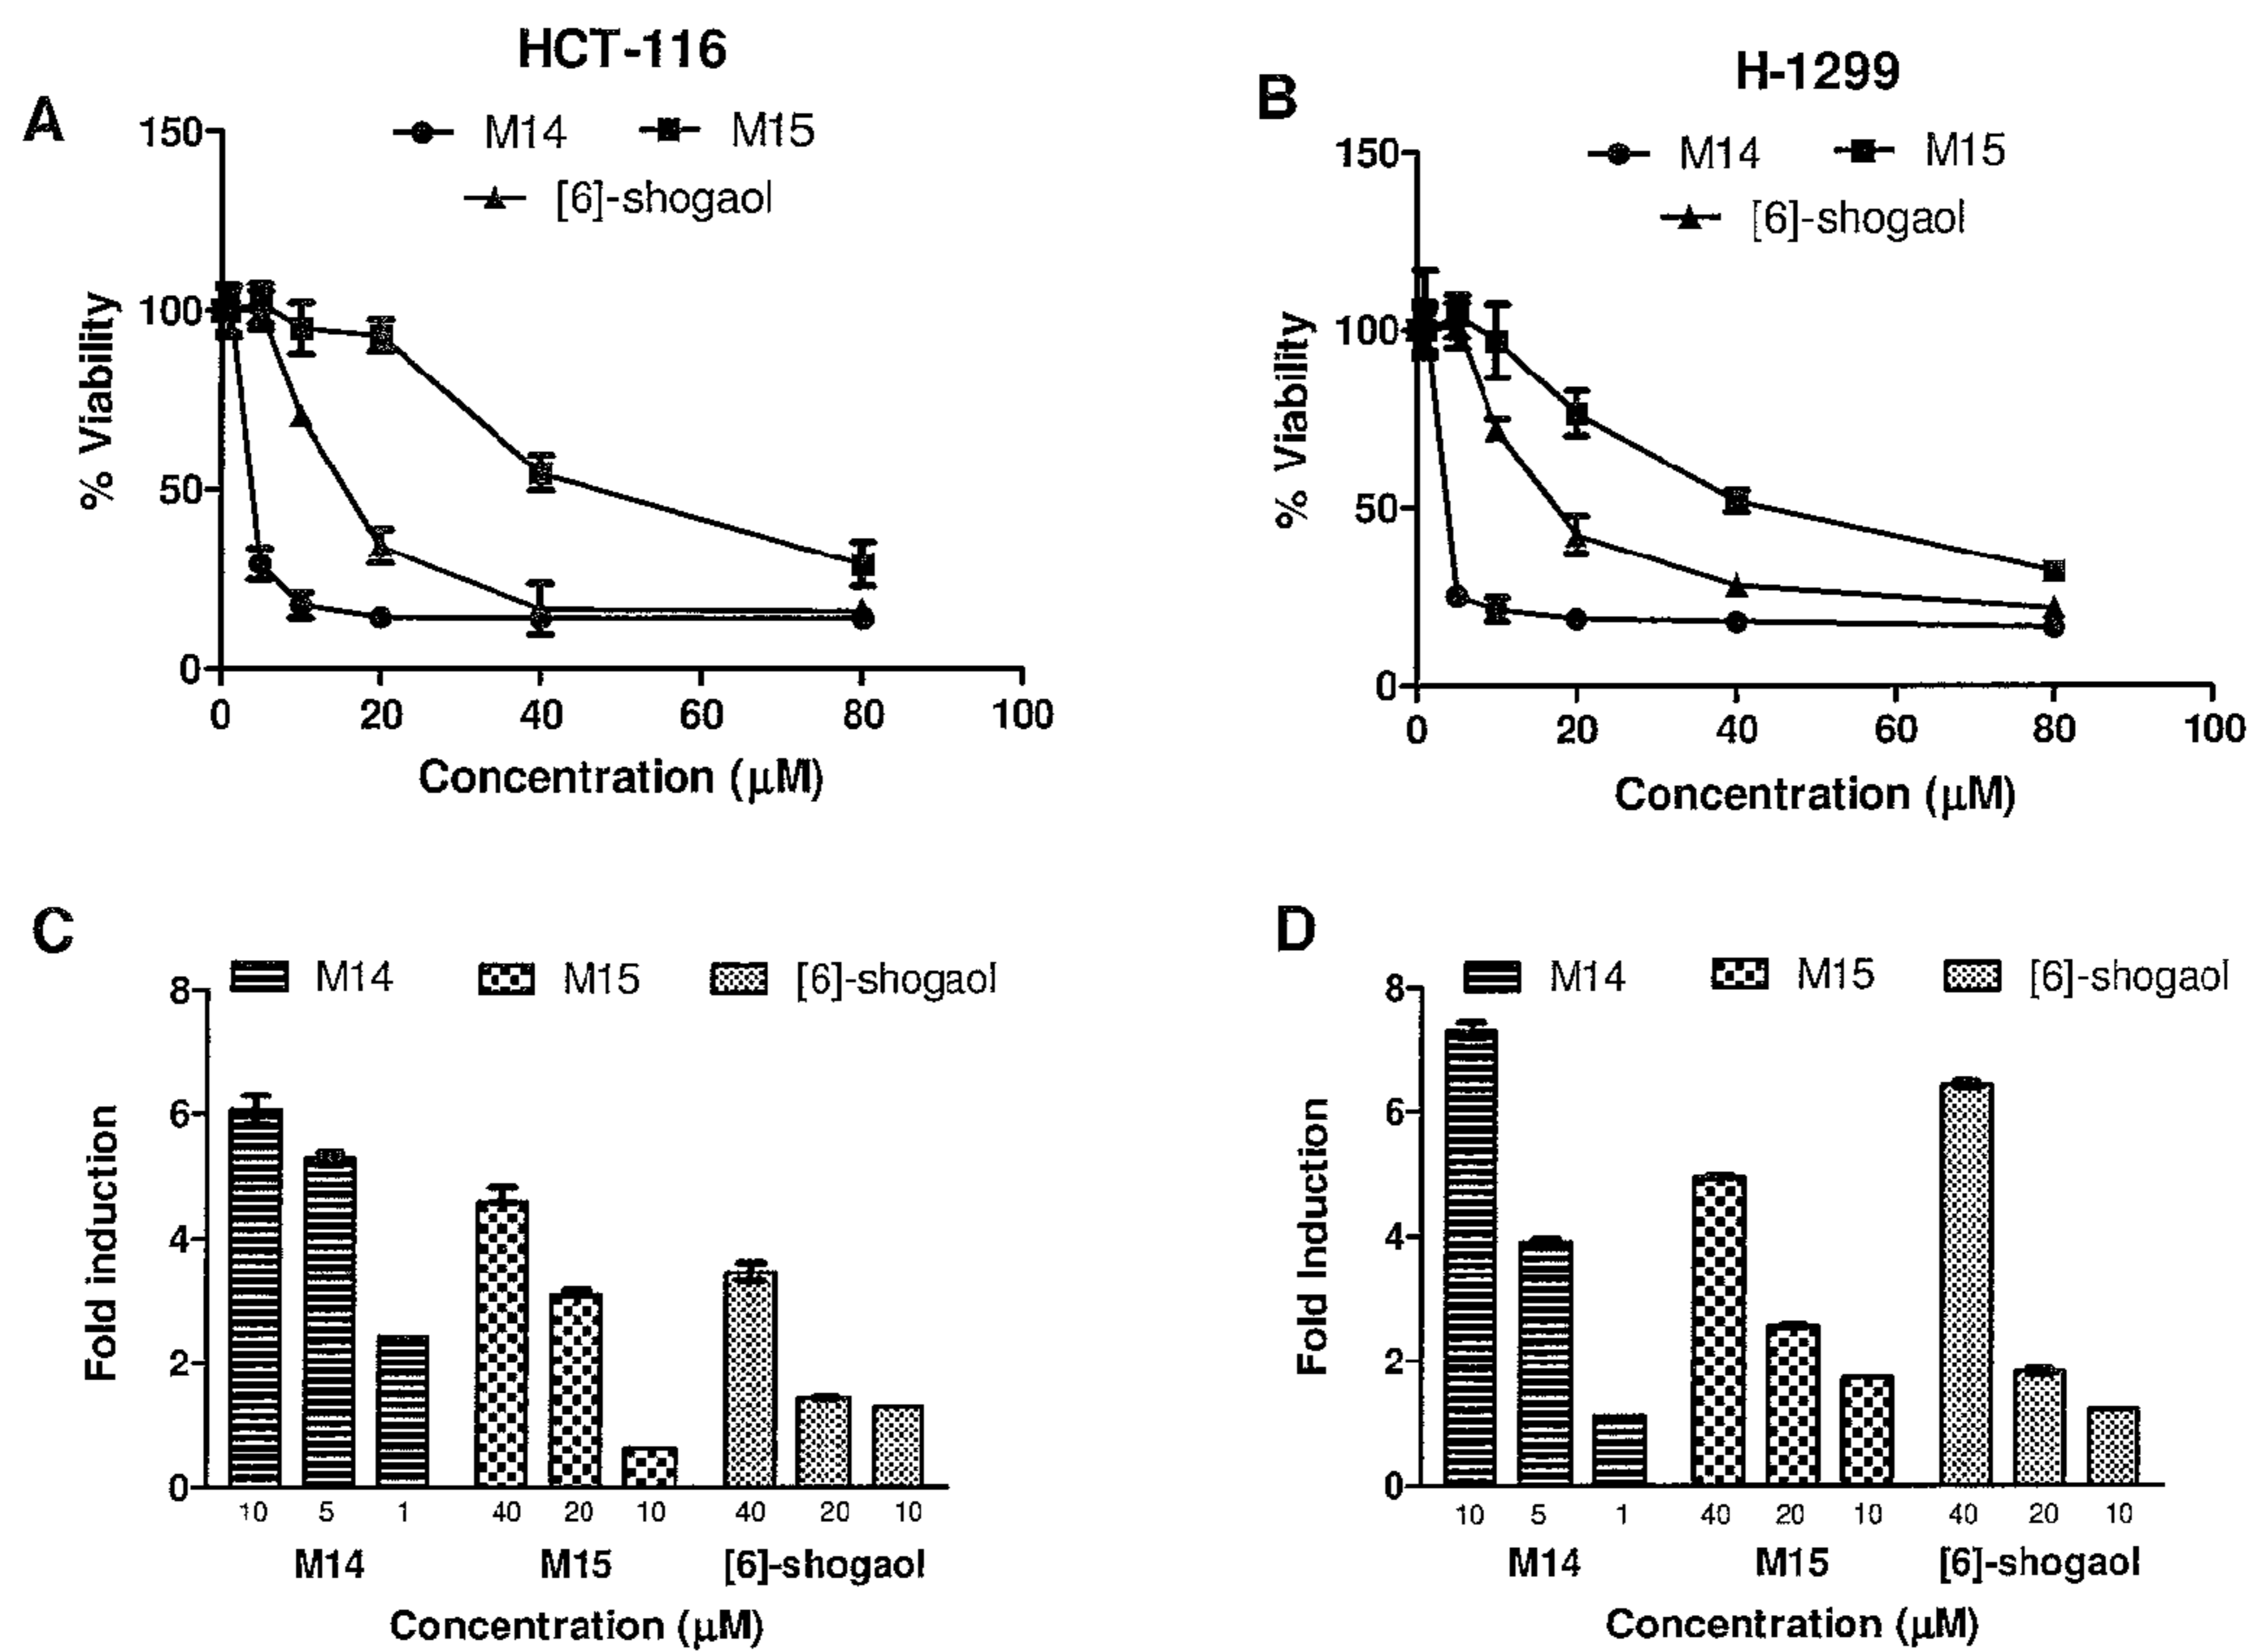 HCT-116
A
M14 M15
[6]-shogaol
150
100
50
0
% Viability
0 20 40 60 80 100
Concentration (μM)
H-1299
B
M14 M15
[6]-shogaol
150
100
50
0
% Viability
0 20 40 60 80 100
Concentration (μM)
C
M14 M15 [6]-shogaol
8
6
4
2
0
Fold induction
10 5 1 40 20 10 40 20 10
M14 M15 [6]-shogaol
Concentration (μM)
D
M14 M15 [6]-shogaol
8
6
4
2
0
Fold Induction
10 5 1 40 20 10 40 20 10
M14 M15 [6]-shogaol
Concentration (μM)